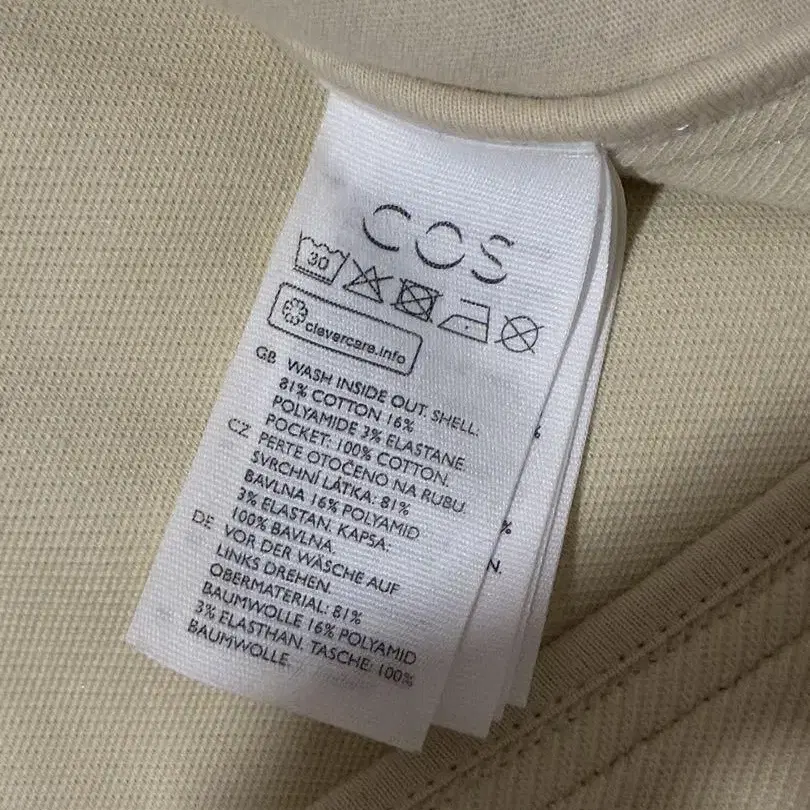 COS
30
clevercare.info
GB WASH INSIDE OUT. SHELL:
81% COTTON 16%
POLYAMIDE 3% ELASTANE.
POCKET: 100% COTTON.
CZ PERTE OTOČENO NA RUBU.
SVRCHNÍ LÁTKA: 81%
BAVLNA 16% POLYAMID
3% ELASTAN. KAPSA:
100% BAVLNA.
DE VOR DER WÄSCHE AUF
LINKS DREHEN.
OBERMATERIAL: 81%
BAUMWOLLE 16% POLYAMID
3% ELASTHAN. TASCHE: 100%
BAUMWOLLE.
%
%
N.